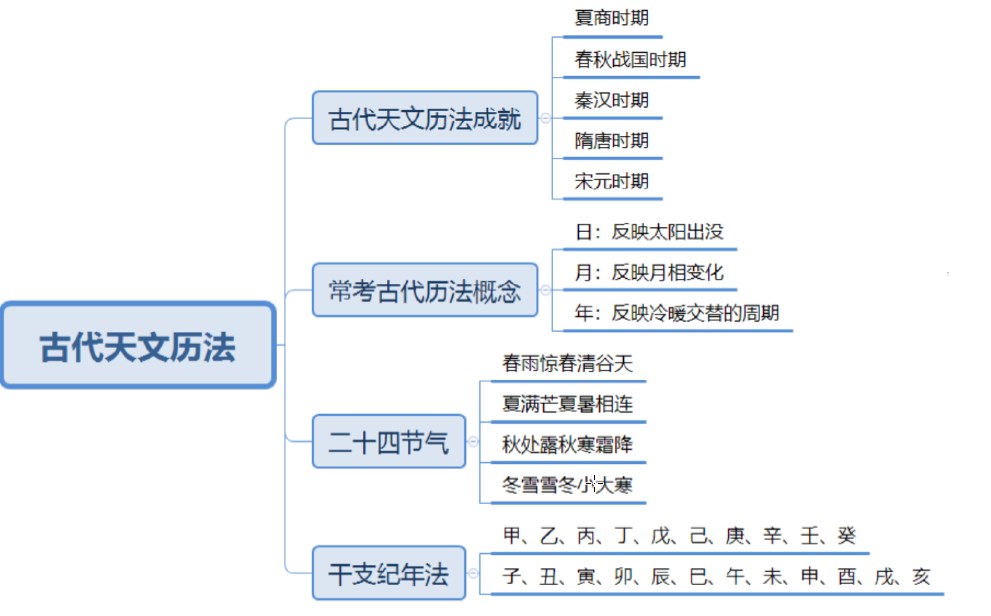 古代天文历法
古代天文历法成就
夏商时期
春秋战国时期
秦汉时期
隋唐时期
宋元时期
常考古代历法概念
日：反映太阳出没
月：反映月相变化
年：反映冷暖交替的周期
二十四节气
春雨惊春清谷天
夏满芒夏暑相连
秋处露秋寒霜降
冬雪雪冬小大寒
干支纪年法
甲、乙、丙、丁、戊、己、庚、辛、壬、癸
子、丑、寅、卯、辰、巳、午、未、申、酉、戌、亥